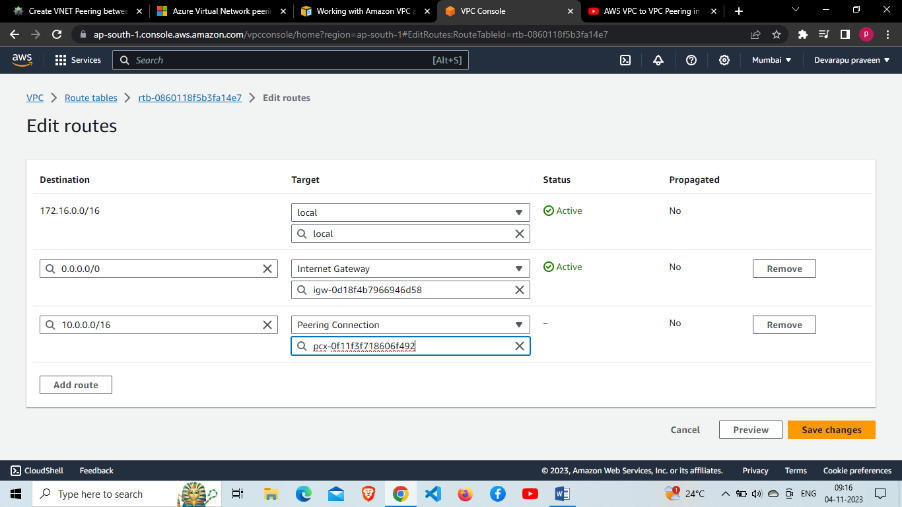 Create VNET Peering betwee
Azure Virtual Network peeri
Working with Amazon VPC a
VPC Console
AWS VPC to VPC Peering in
ap-south-1.console.aws.amazon.com/vpcconsole/home?region=ap-south-1#EditRoutes:RouteTableId=rtb-0860118f5b3fa14e7
P
aws
Services
Search
[Alt+S]
Mumbai
Devarapu praveen
VPC
Route tables
rtb-0860118f5b3fa14e7
Edit routes
Edit routes
Destination Target Status Propagated
172.16.0.0/16
local
local
Active
No
0.0.0.0/0
Internet Gateway
igw-0d18f4b7966946d58
Active
No
Remove
10.0.0.0/16
Peering Connection
pcx-0f11f3f718606f492
–
No
Remove
Add route
Cancel
Preview
Save changes
CloudShell
Feedback
© 2023, Amazon Web Services, Inc. or its affiliates.
Privacy
Terms
Cookie preferences
Type here to search
24°C
ENG
09:16
04-11-2023